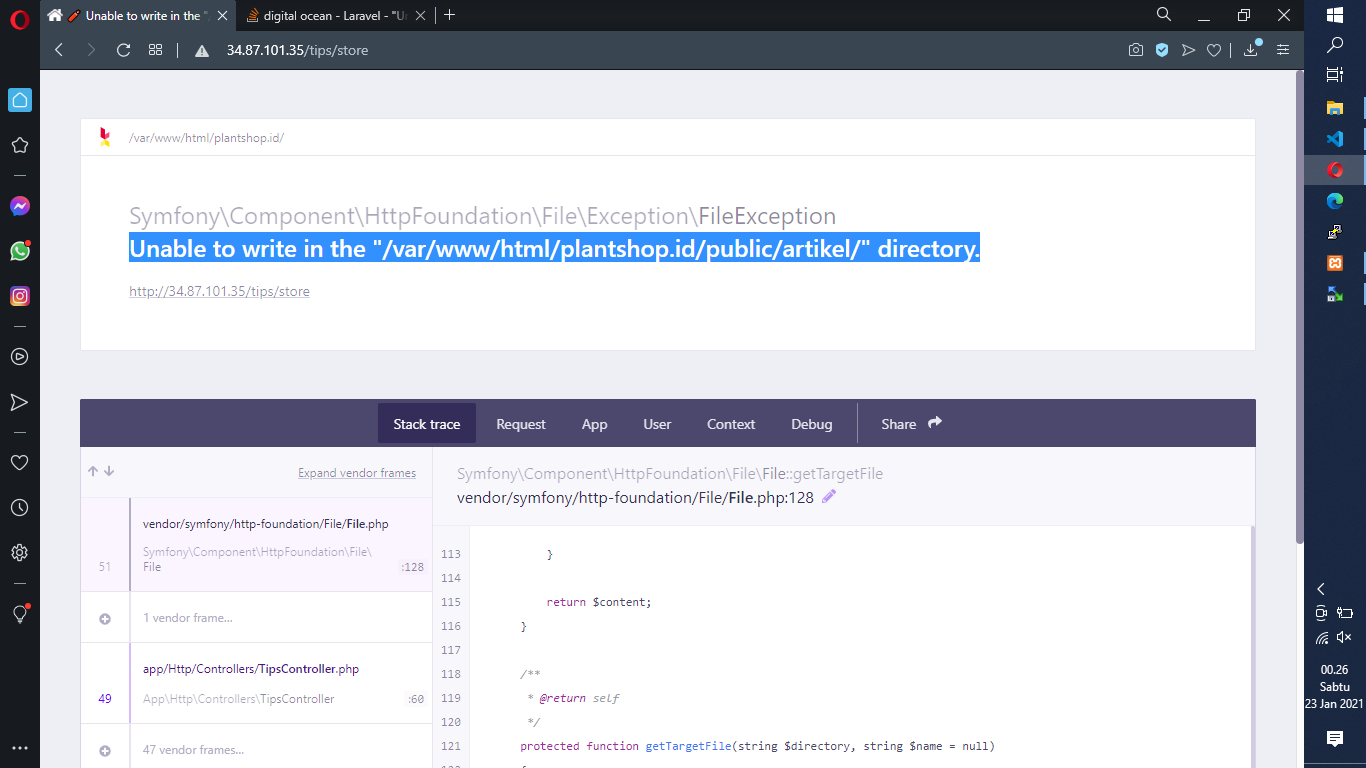 Unable to write in the "
digital ocean - Laravel - "U
34.87.101.35/tips/store
/var/www/html/plantshop.id/
Symfony\Component\HttpFoundation\File\Exception\FileException
Unable to write in the "/var/www/html/plantshop.id/public/artikel/" directory.
http://34.87.101.35/tips/store
Stack trace
Request
App
User
Context
Debug
Share
Expand vendor frames
vendor/symfony/http-foundation/File/File.php
Symfony\Component\HttpFoundation\File\
File
51
:128
1 vendor frame...
app/Http/Controllers/TipsController.php
49
App\Http\Controllers\TipsController
:60
47 vendor frames...
Symfony\Component\HttpFoundation\File\File::getTargetFile
vendor/symfony/http-foundation/File/File.php:128
113 }
114
115 return $content;
116 }
117
118 /**
119 * @return self
120 */
121 protected function getTargetFile(string $directory, string $name = null)
00.26
Sabtu
23 Jan 2021